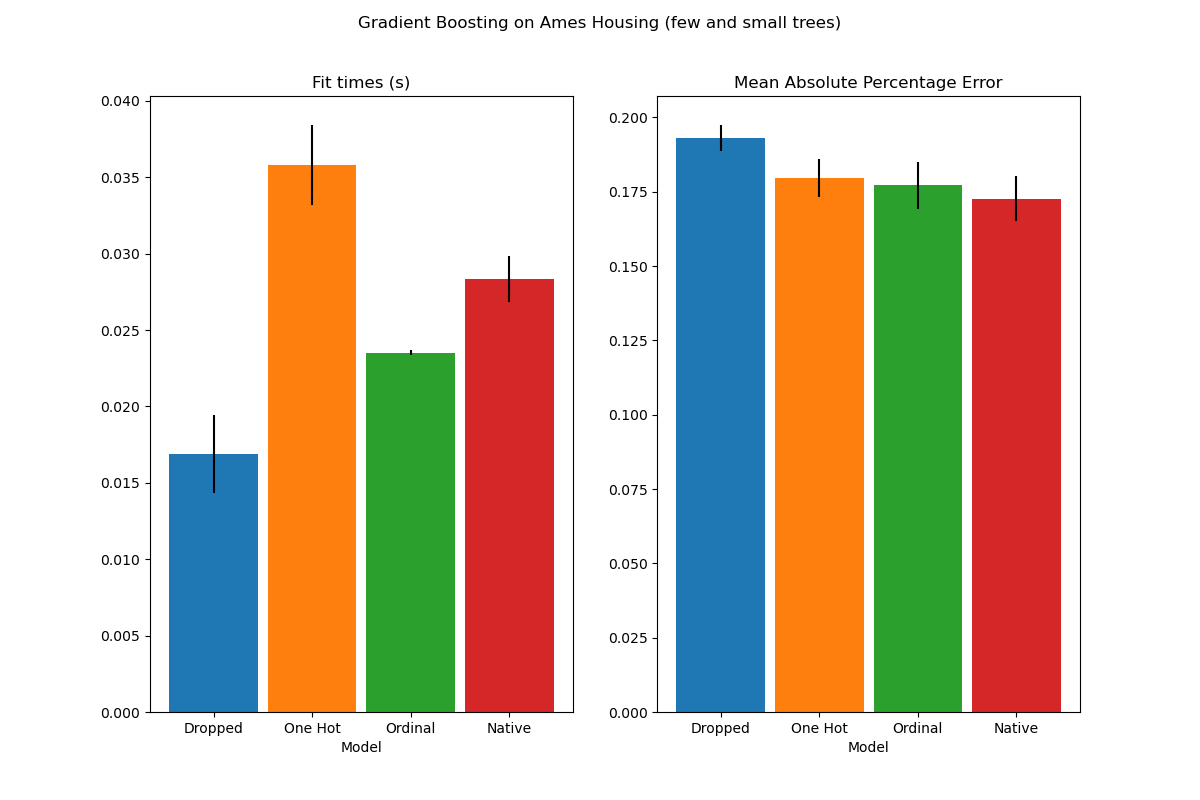 Gradient Boosting on Ames Housing (few and small trees)
Fit times (s)
0.040
0.035
0.030
0.025
0.020
0.015
0.010
0.005
0.000
Dropped One Hot Ordinal Native
Model
Mean Absolute Percentage Error
0.200
0.175
0.150
0.125
0.100
0.075
0.050
0.025
0.000
Dropped One Hot Ordinal Native
Model